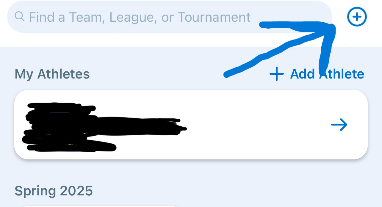 Find a Team, League, or Tournament
My Athletes + Add Athlete
Spring 2025